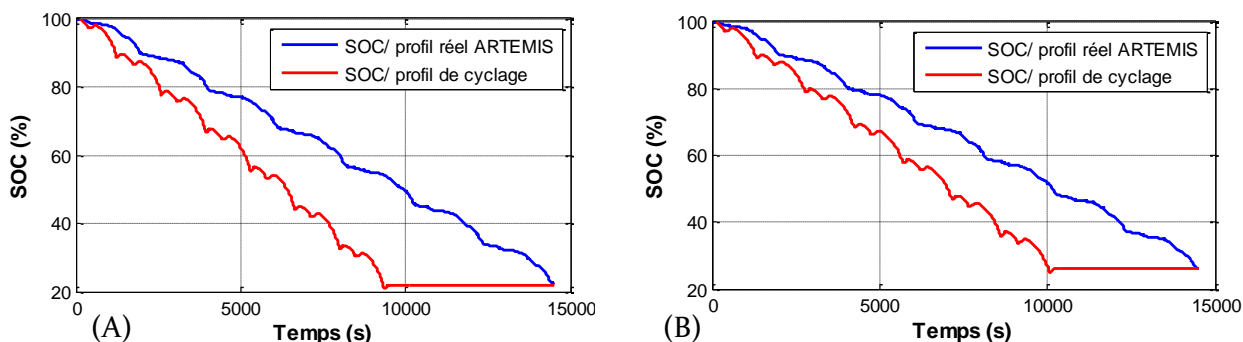 100
80
60
40
20
SOC (%)
SOC/ profil réel ARTEMIS
SOC/ profil de cyclage
0
5000
10000
15000
Temps (s)
(A)
100
80
60
40
20
SOC (%)
SOC/ profil réel ARTEMIS
SOC/ profil de cyclage
0
5000
10000
15000
Temps (s)
(B)